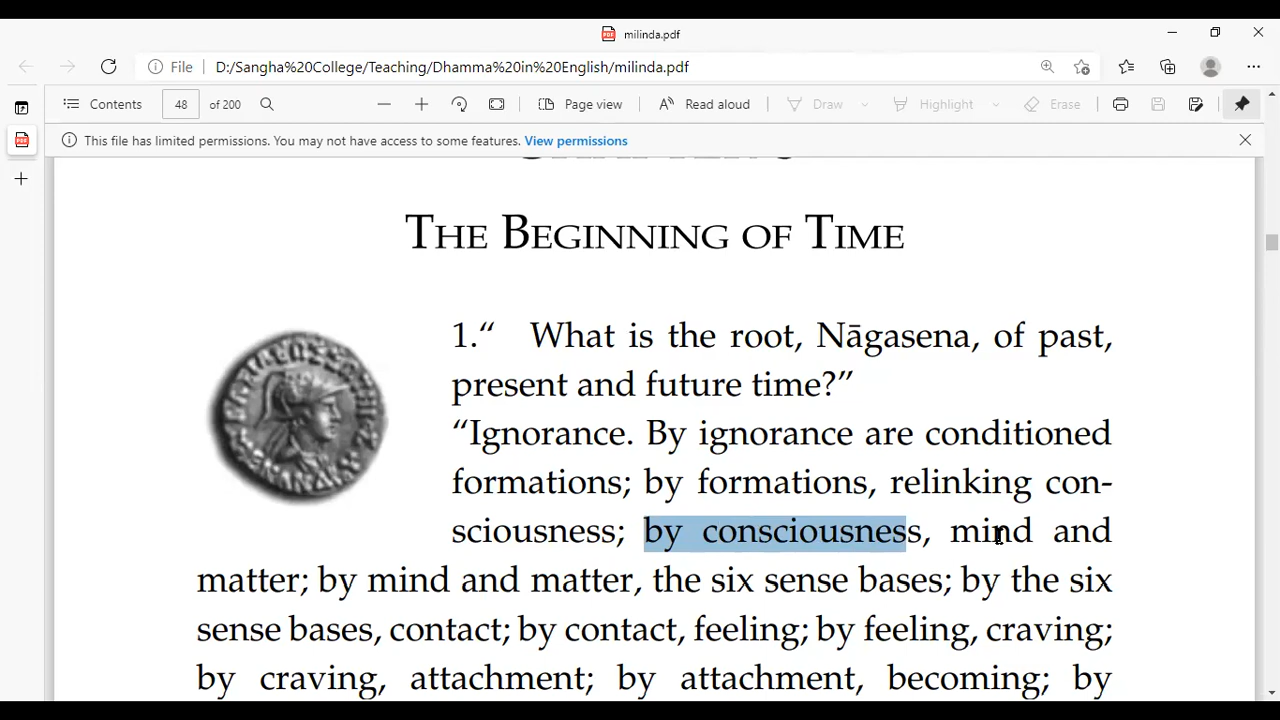 milinda.pdf
File D:/Sangha%20College/Teaching/Dhamma%20in%20English/milinda.pdf
Contents 48 of 200 Page view Read aloud Draw Highlight Erase
This file has limited permissions. You may not have access to some features. View permissions
THE BEGINNING OF TIME
1.“ What is the root, Nāgasena, of past,
present and future time?”
“Ignorance. By ignorance are conditioned
formations; by formations, relinking con-
sciousness; by consciousness, mind and
matter; by mind and matter, the six sense bases; by the six
sense bases, contact; by contact, feeling; by feeling, craving;
by craving, attachment; by attachment, becoming; by